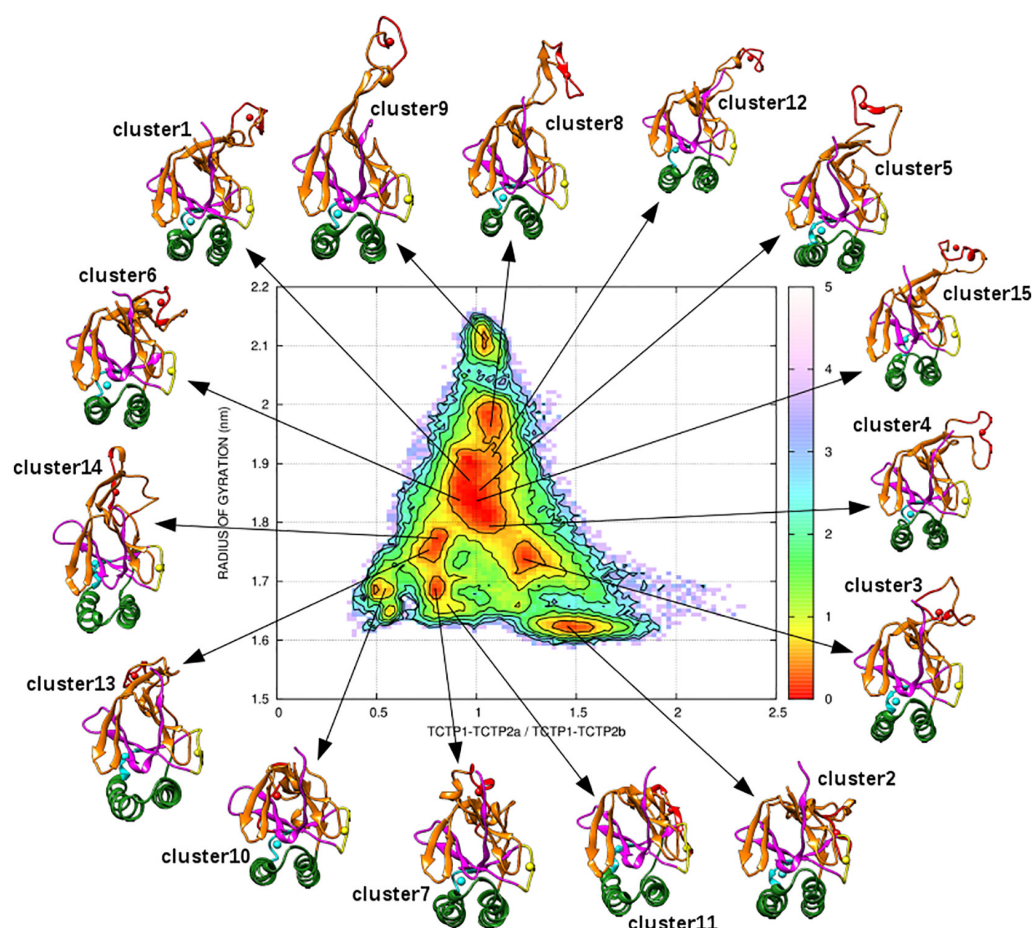 cluster9
cluster8
cluster12
cluster1
cluster5
cluster6
cluster15
cluster14
cluster4
cluster13
cluster3
cluster10
cluster7
cluster11
cluster2
2.2
2.1
2
1.9
1.8
1.7
1.6
1.5
RADIUS OF GYRATION (nm)
0
0.5
1
1.5
2
2.5
TCTP1-TCTP2a / TCTP1-TCTP2b
5
4
3
2
1
0